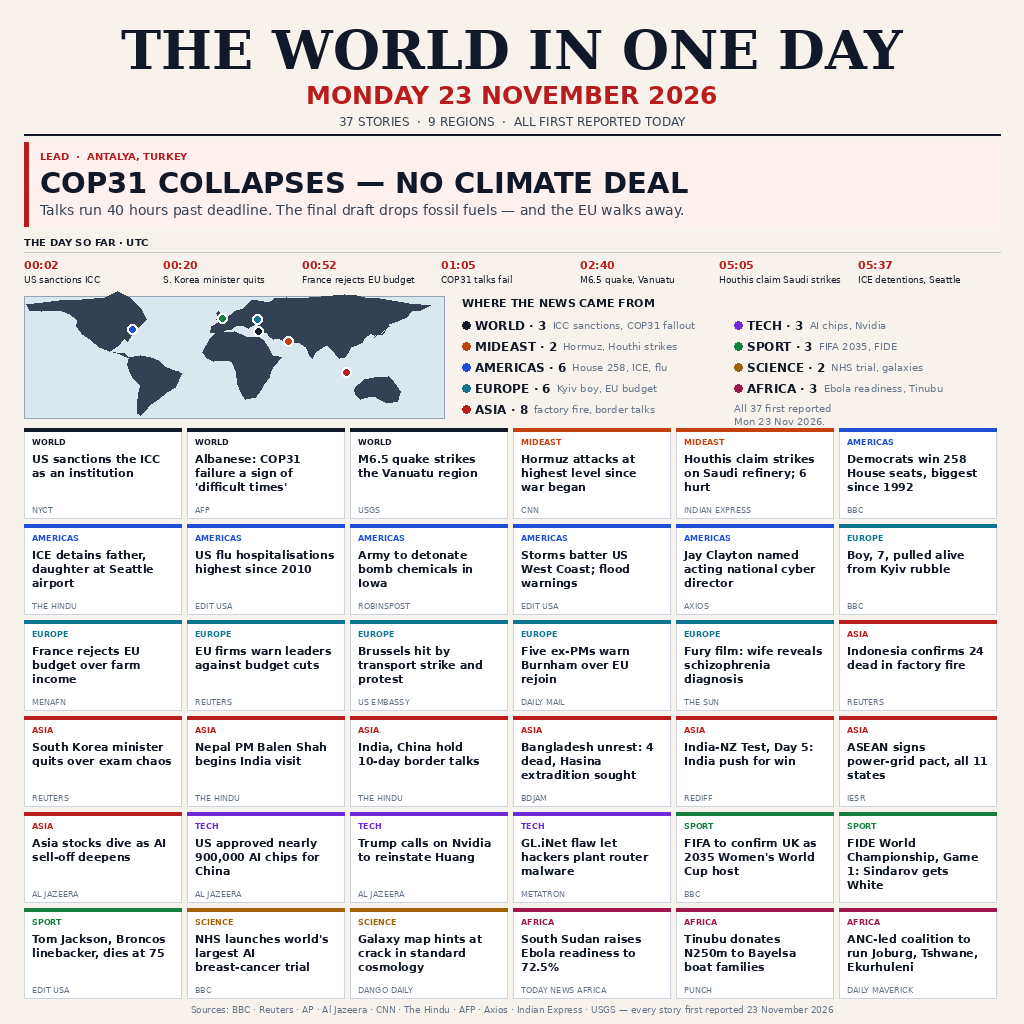 THE WORLD IN ONE DAY
MONDAY 23 NOVEMBER 2026
37 STORIES · 9 REGIONS · ALL FIRST REPORTED TODAY
LEAD · ANTALYA, TURKEY
COP31 COLLAPSES — NO CLIMATE DEAL
Talks run 40 hours past deadline. The final draft drops fossil fuels — and the EU walks away.
THE DAY SO FAR · UTC
00:02
US sanctions ICC
00:20
S. Korea minister quits
00:52
France rejects EU budget
01:05
COP31 talks fail
02:40
M6.5 quake, Vanuatu
05:05
Houthis claim Saudi strikes
05:37
ICE detentions, Seattle
WHERE THE NEWS CAME FROM
WORLD · 3 ICC sanctions, COP31 fallout
MIDEAST · 2 Hormuz, Houthi strikes
AMERICAS · 6 House 258, ICE, flu
EUROPE · 6 Kyiv boy, EU budget
ASIA · 8 factory fire, border talks
TECH · 3 AI chips, Nvidia
SPORT · 3 FIFA 2035, FIDE
SCIENCE · 2 NHS trial, galaxies
AFRICA · 3 Ebola readiness, Tinubu
All 37 first reported
Mon 23 Nov 2026.
WORLD
US sanctions the ICC
as an institution
NYCT
WORLD
Albanese: COP31
failure a sign of
'difficult times'
AFP
WORLD
M6.5 quake strikes
the Vanuatu region
USGS
MIDEAST
Hormuz attacks at
highest level since
war began
CNN
MIDEAST
Houthis claim strikes
on Saudi refinery; 6
hurt
INDIAN EXPRESS
AMERICAS
Democrats win 258
House seats, biggest
since 1992
BBC
AMERICAS
ICE detains father,
daughter at Seattle
airport
THE HINDU
AMERICAS
US flu hospitalisations
highest since 2010
EDIT USA
AMERICAS
Army to detonate
bomb chemicals in
Iowa
ROBINSPOST
AMERICAS
Storms batter US
West Coast; flood
warnings
EDIT USA
AMERICAS
Jay Clayton named
acting national cyber
director
AXIOS
EUROPE
Boy, 7, pulled alive
from Kyiv rubble
BBC
EUROPE
France rejects EU
budget over farm
income
MENAFN
EUROPE
EU firms warn leaders
against budget cuts
REUTERS
EUROPE
Brussels hit by
transport strike and
protest
US EMBASSY
EUROPE
Five ex-PMs warn
Burnham over EU
rejoin
DAILY MAIL
EUROPE
Fury film: wife reveals
schizophrenia
diagnosis
THE SUN
ASIA
Indonesia confirms 24
dead in factory fire
REUTERS
ASIA
South Korea minister
quits over exam chaos
REUTERS
ASIA
Nepal PM Balen Shah
begins India visit
THE HINDU
ASIA
India, China hold
10-day border talks
THE HINDU
ASIA
Bangladesh unrest: 4
dead, Hasina
extradition sought
BDJAM
ASIA
India-NZ Test, Day 5:
India push for win
REDIFF
ASIA
ASEAN signs
power-grid pact, all 11
states
IESR
ASIA
Asia stocks dive as AI
sell-off deepens
AL JAZEERA
TECH
US approved nearly
900,000 AI chips for
China
AL JAZEERA
TECH
Trump calls on Nvidia
to reinstate Huang
AL JAZEERA
TECH
GL.iNet flaw let
hackers plant router
malware
METATRON
SPORT
FIFA to confirm UK as
2035 Women's World
Cup host
BBC
SPORT
FIDE World
Championship, Game
1: Sindarov gets
White
SPORT
Tom Jackson, Broncos
linebacker, dies at 75
EDIT USA
SCIENCE
NHS launches world's
largest AI
breast-cancer trial
BBC
SCIENCE
Galaxy map hints at
crack in standard
cosmology
DANGO DAILY
AFRICA
South Sudan raises
Ebola readiness to
72.5%
TODAY NEWS AFRICA
AFRICA
Tinubu donates
N250m to Bayelsa
boat families
PUNCH
AFRICA
ANC-led coalition to
run Joburg, Tshwane,
Ekurhuleni
DAILY MAVERICK
Sources: BBC · Reuters · AP · Al Jazeera · CNN · The Hindu · AFP · Axios · Indian Express · USGS — every story first reported 23 November 2026